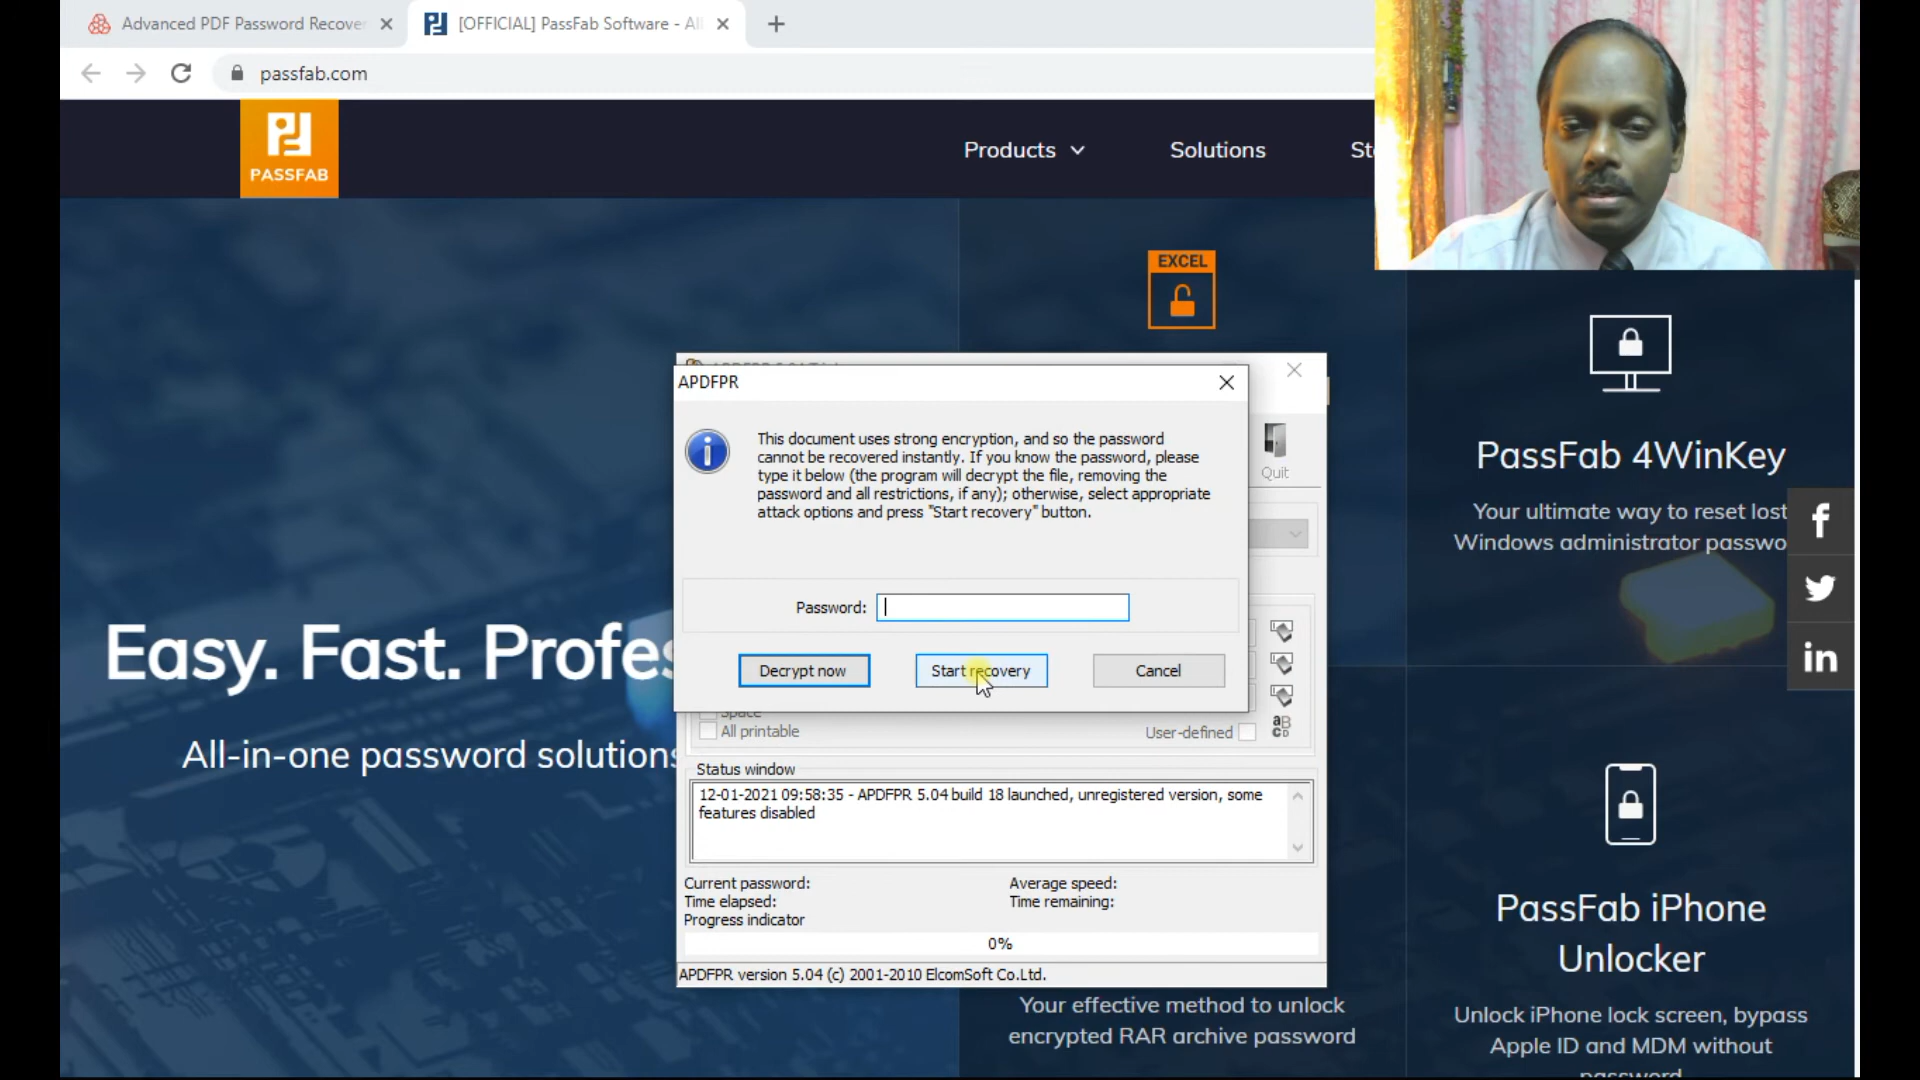 Advanced PDF Password Recove
[OFFICIAL] PassFab Software - Al
passfab.com
PASSFAB
Products
Solutions
St
EXCEL
PassFab 4WinKey
Your ultimate way to reset lost
Windows administrator passwo
Easy. Fast. Profes
All-in-one password solutions
APDFPR
This document uses strong encryption, and so the password
cannot be recovered instantly. If you know the password, please
type it below (the program will decrypt the file, removing the
password and all restrictions, if any); otherwise, select appropriate
attack options and press "Start recovery" button.
Quit
Password:
Decrypt now
Start recovery
Cancel
Space
All printable
User-defined
Status window
12-01-2021 09:58:35 - APDFPR 5.04 build 18 launched, unregistered version, some
features disabled
Current password:
Average speed:
Time elapsed:
Time remaining:
Progress indicator
0%
APDFPR version 5.04 (c) 2001-2010 ElcomSoft Co.Ltd.
Your effective method to unlock
encrypted RAR archive password
PassFab iPhone
Unlocker
Unlock iPhone lock screen, bypass
Apple ID and MDM without
password